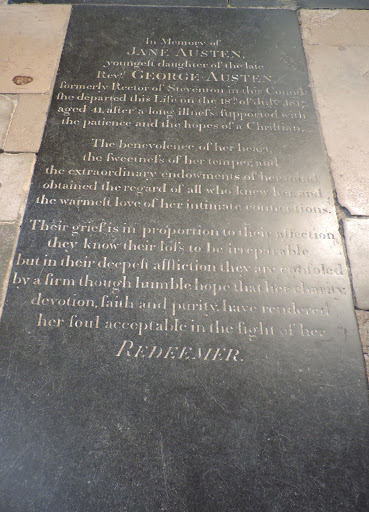 In Memory of
JANE AUSTEN,
youngeſt daughter of the late
Revd. GEORGE AUSTEN,
formerly Rector of Steventon in this County
ſhe departed this Life on the 18th of July 1817,
aged 41, after a long illneſs ſupported with
the patience and the hopes of a Chriſtian.
The benevolence of her heart,
the ſweetneſs of her temper, and
the extraordinary endowments of her mind
obtained the regard of all who knew her and
the warmeſt love of her intimate connections.
Their grief is in proportion to their affection
they know their loſs to be irreparable,
but in their deepeſt affliction they are conſoled
by a firm though humble hope that her charity,
devotion, faith and purity, have rendered
her ſoul acceptable in the ſight of her
REDEEMER.